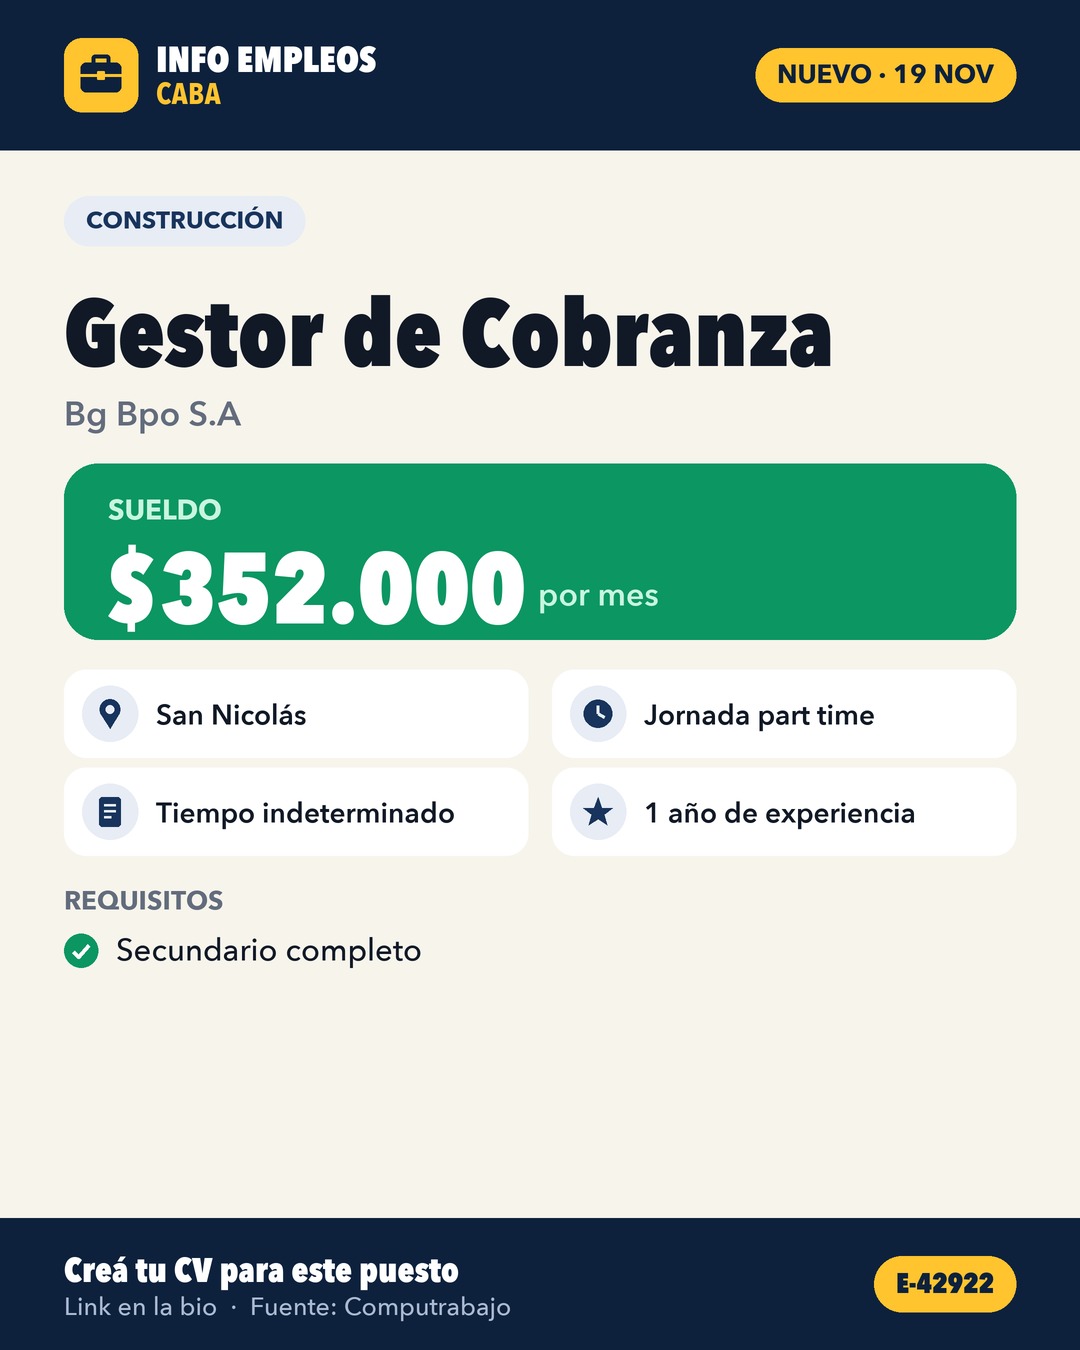 INFO EMPLEOS
CABA
NUEVO · 19 NOV
CONSTRUCCIÓN
Gestor de Cobranza
Bg Bpo S.A
SUELDO
$352.000 por mes
San Nicolás
Jornada part time
Tiempo indeterminado
1 año de experiencia
REQUISITOS
Secundario completo
Creá tu CV para este puesto
Link en la bio · Fuente: Computrabajo
E-42922